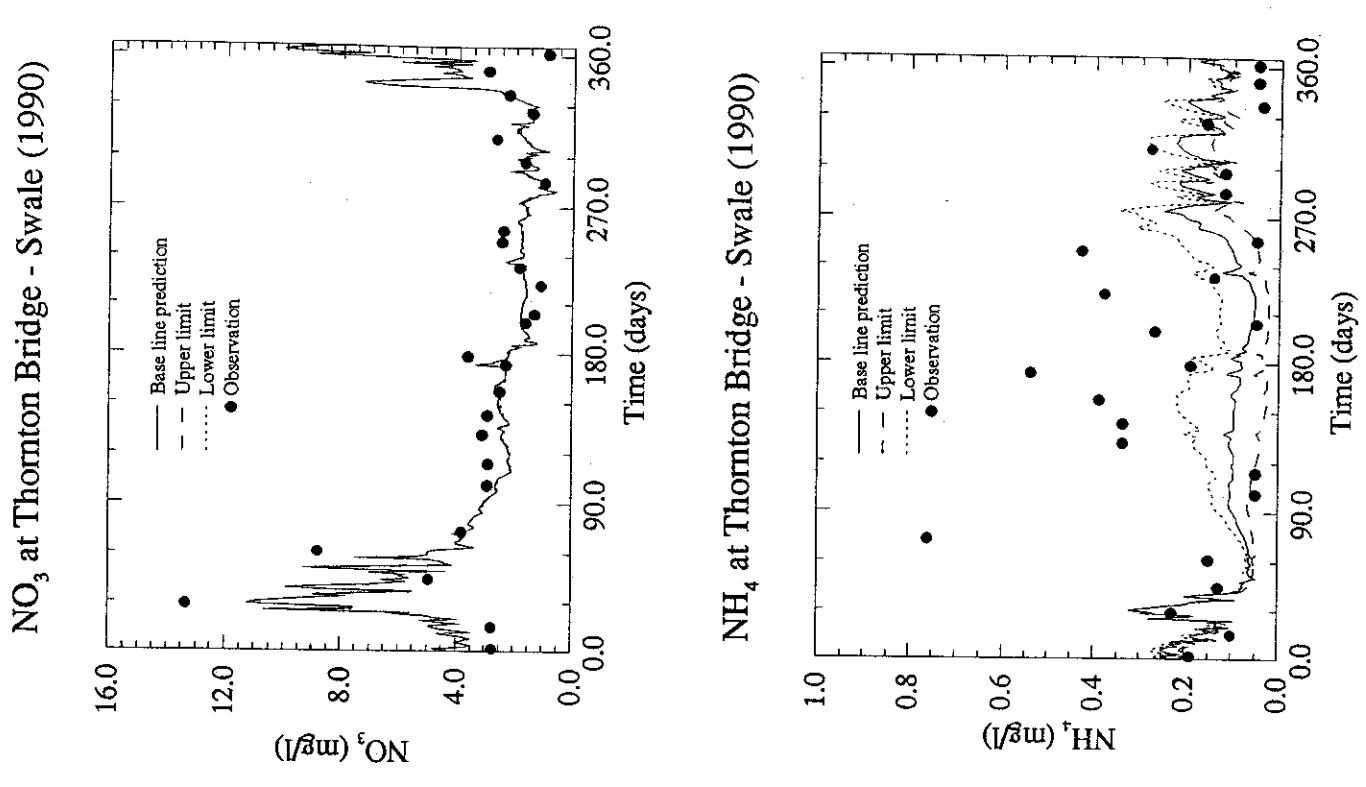 NO₃ at Thornton Bridge - Swale (1990)
16.0
12.0
8.0
4.0
0.0
NO₃ (mg/l)
Base line prediction
Upper limit
Lower limit
Observation
0.0
90.0
180.0
270.0
360.0
Time (days)
NH₄ at Thornton Bridge - Swale (1990)
1.0
0.8
0.6
0.4
0.2
0.0
NH₄ (mg/l)
Base line prediction
Upper limit
Lower limit
Observation
0.0
90.0
180.0
270.0
360.0
Time (days)